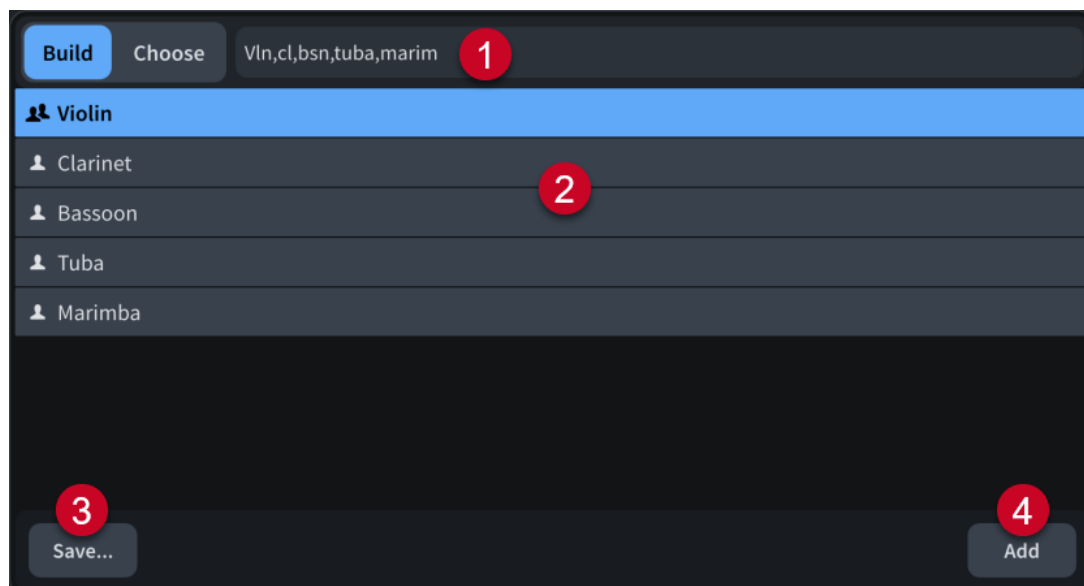 Build Choose Vln,cl,bsn,tuba,marim 1
Violin
Clarinet
2
Bassoon
Tuba
Marimba
3 4
Save... Add